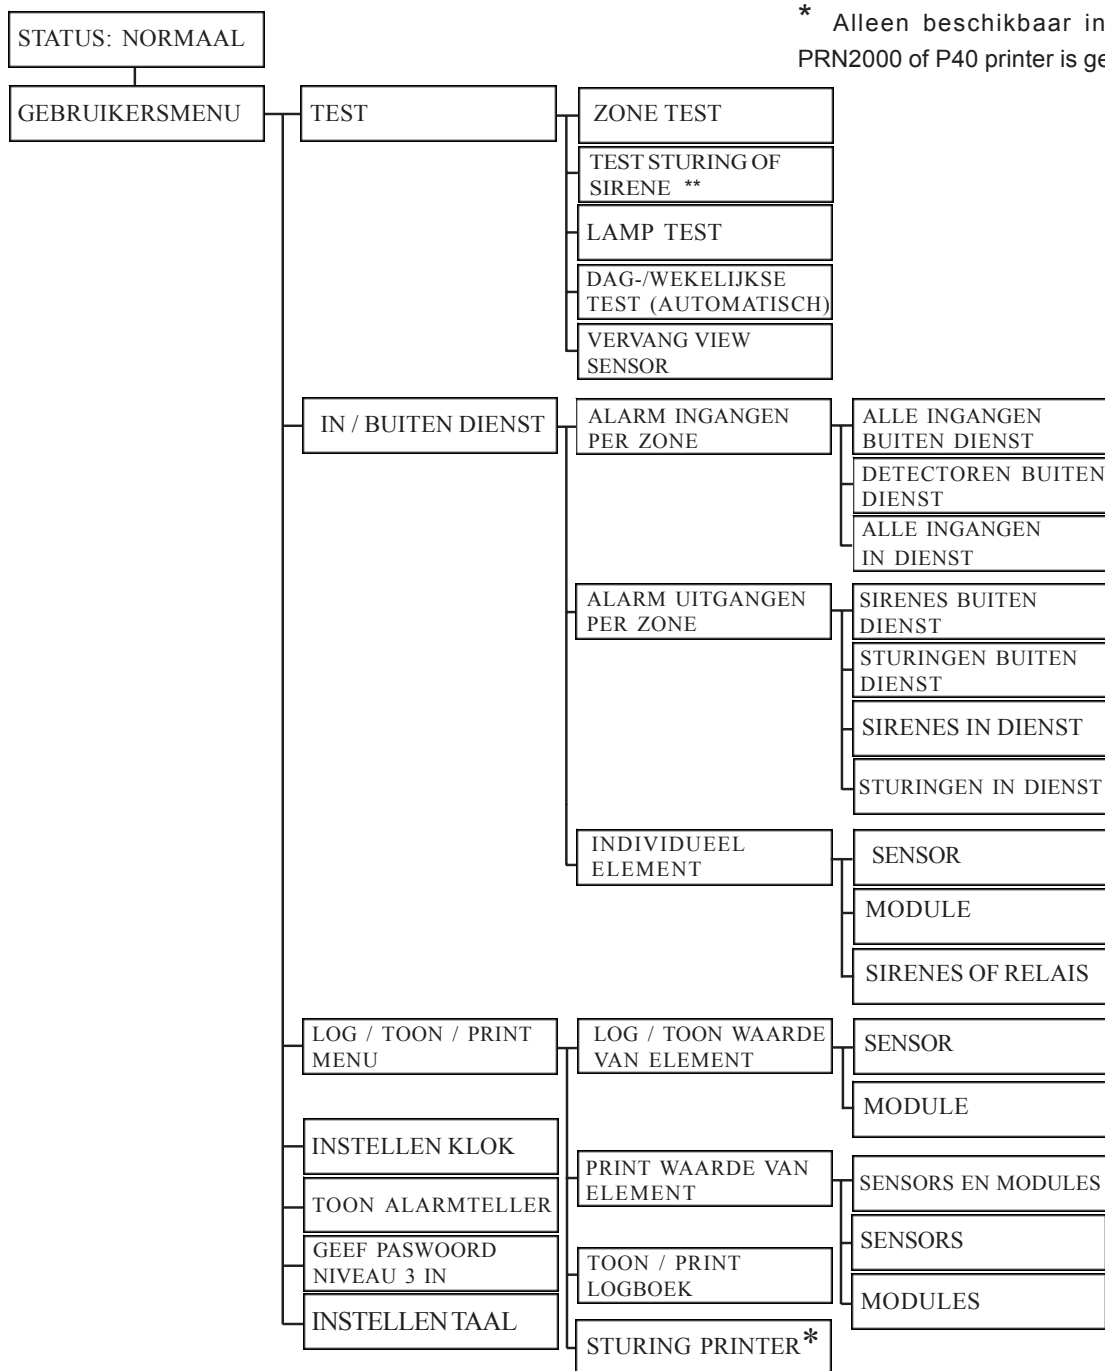 * Alleen beschikbaar in
PRN2000 of P40 printer is
STATUS: NORMAAL
GEBRUIKERSMENU
TEST
ZONE TEST
TEST STURING OF
SIRENE **
LAMP TEST
DAG-/WEKELIJKSE
TEST (AUTOMATISCH)
VERVANG VIEW
SENSOR
IN / BUITEN DIENST
ALARM INGANGEN
PER ZONE
ALLE INGANGEN
BUITEN DIENST
DETECTOREN BUITEN
DIENST
ALLE INGANGEN
IN DIENST
ALARM UITGANGEN
PER ZONE
SIRENES BUITEN
DIENST
STURINGEN BUITEN
DIENST
SIRENES IN DIENST
STURINGEN IN DIENST
INDIVIDUEEL
ELEMENT
SENSOR
MODULE
SIRENES OF RELAIS
LOG / TOON / PRINT
MENU
LOG / TOON WAARDE
VAN ELEMENT
SENSOR
MODULE
PRINT WAARDE VAN
ELEMENT
SENSORS EN MODULES
SENSORS
MODULES
TOON / PRINT
LOGBOEK
STURING PRINTER*
INSTELLEN KLOK
TOON ALARMTELLER
GEEF PASWOORD
NIVEAU 3 IN
INSTELLEN TAAL